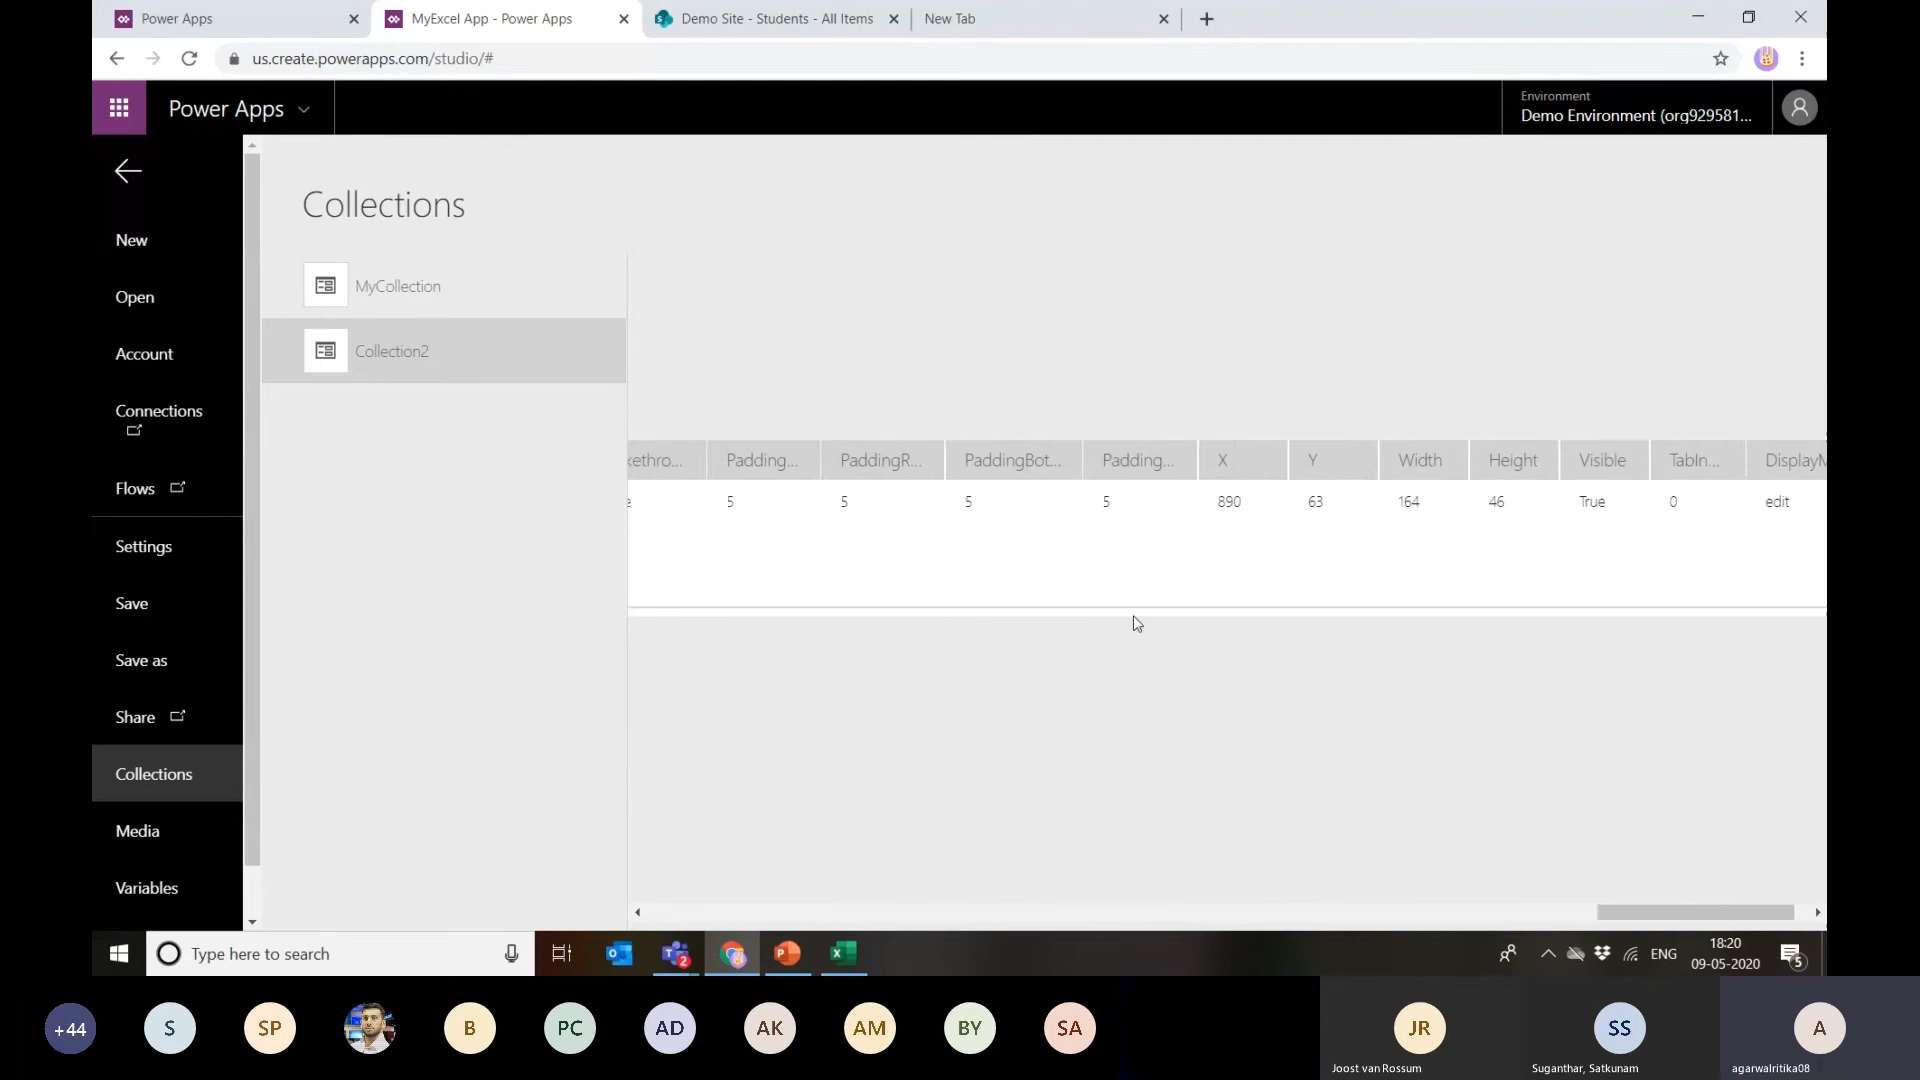 Power Apps
MyExcel App - Power Apps
Demo Site - Students - All Items
New Tab
us.create.powerapps.com/studio/#
Power Apps
Environment
Demo Environment (org929581...
New
Open
Account
Connections
Flows
Settings
Save
Save as
Share
Collections
Media
Variables
Collections
MyCollection
Collection2
kethro... Padding... PaddingR... PaddingBot... Padding... X Y Width Height Visible TabIn... DisplayM
e 5 5 5 5 890 63 164 46 True 0 edit
Type here to search
2
ENG
18:20
09-05-2020
5
+44 S SP B PC AD AK AM BY SA JR SS A
Joost van Rossum
Suganthar, Satkunam
agarwalritika08